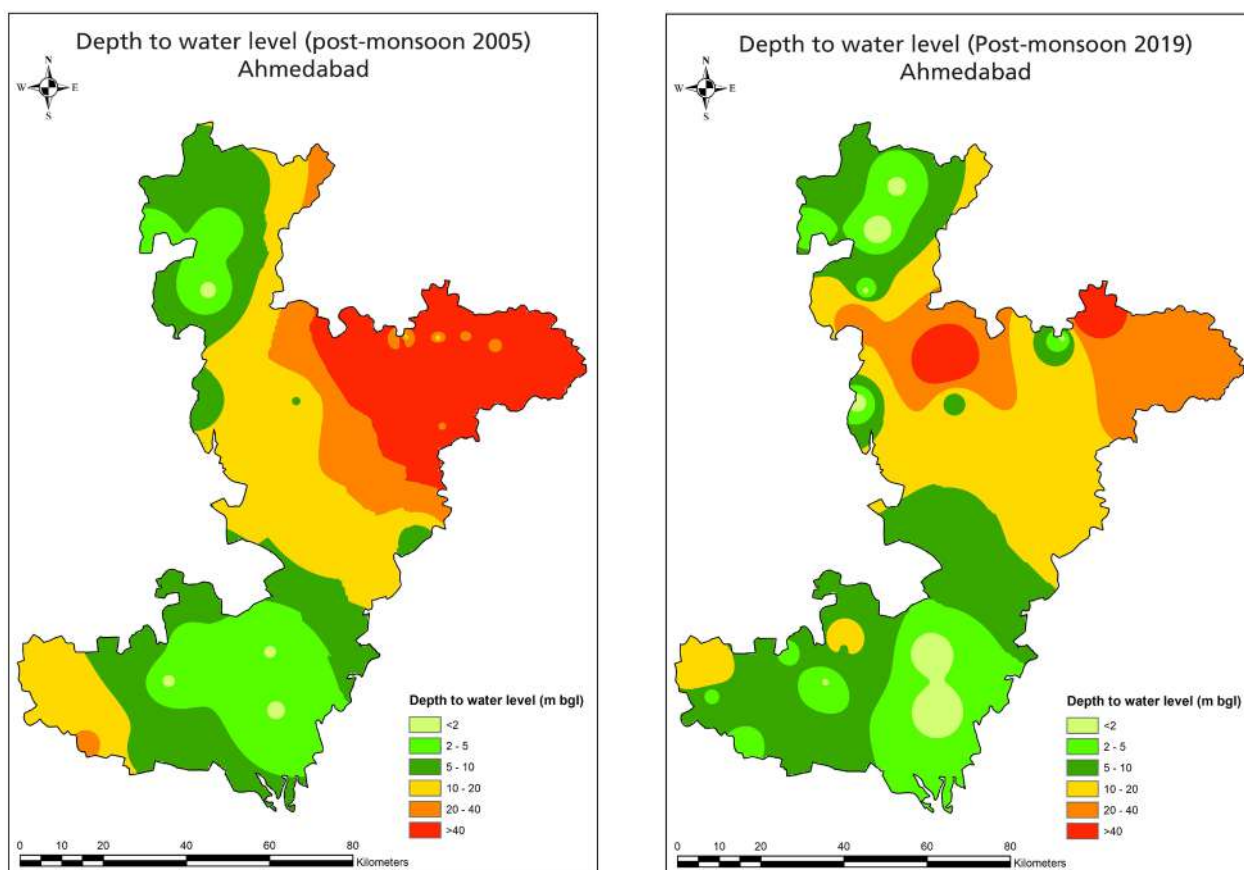 Depth to water level (post-monsoon 2005)
Ahmedabad
N
W E
S
Depth to water level (m bgl)
<2
2 - 5
5 - 10
10 - 20
20 - 40
>40
0 10 20 40 60 80
Kilometers
Depth to water level (Post-monsoon 2019)
Ahmedabad
N
W E
S
Depth to water level (m bgl)
<2
2 - 5
5 - 10
10 - 20
20 - 40
>40
0 10 20 40 60 80
Kilometers